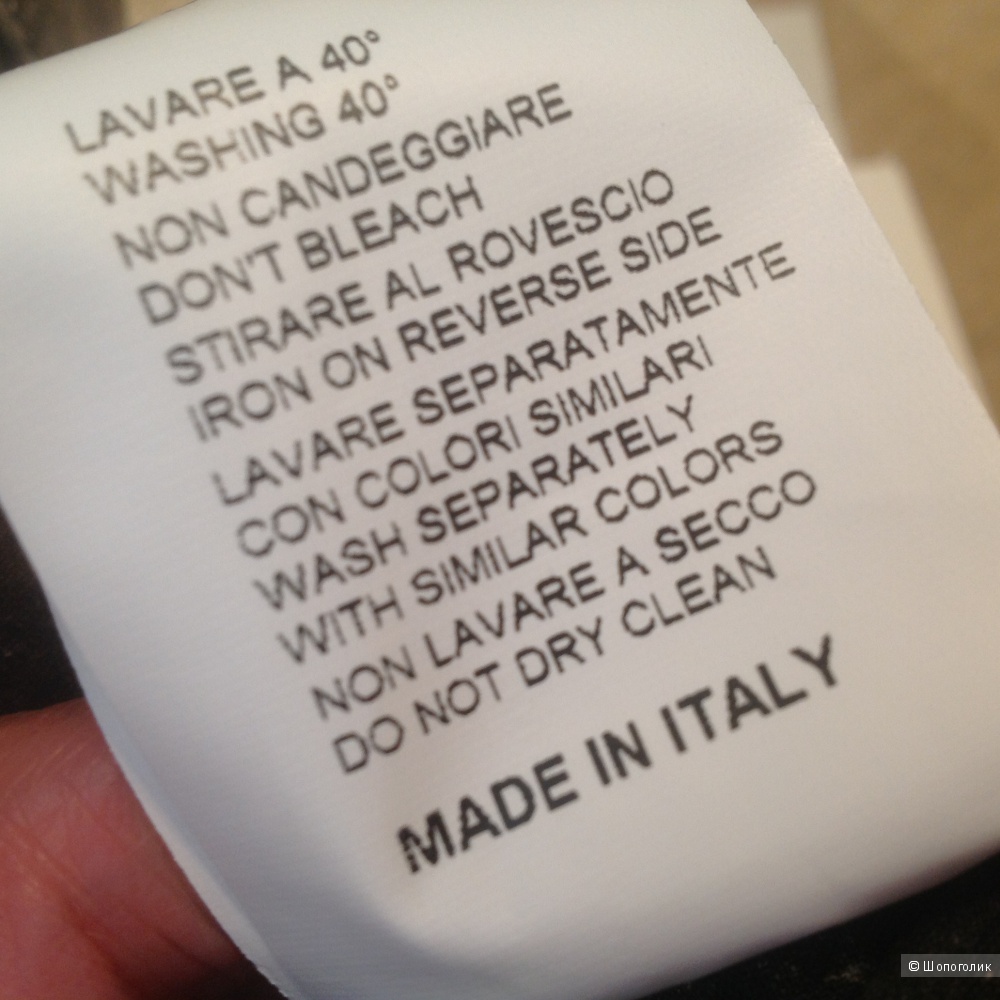 LAVARE A 40°
WASHING 40°
NON CANDEGGIARE
DON'T BLEACH
STIRARE AL ROVESCIO
IRON ON REVERSE SIDE
LAVARE SEPARATAMENTE
CON COLORI SIMILARI
WASH SEPARATELY
WITH SIMILAR COLORS
NON LAVARE A SECCO
DO NOT DRY CLEAN
MADE IN ITALY
© Шопоголик